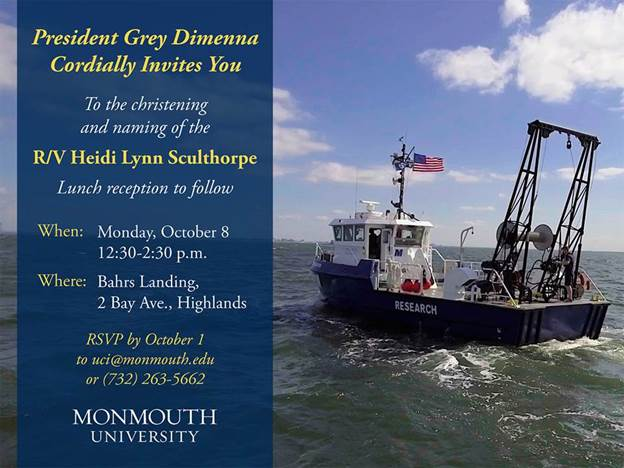 President Grey Dimenna
Cordially Invites You
To the christening
and naming of the
R/V Heidi Lynn Sculthorpe
Lunch reception to follow
When: Monday, October 8
12:30-2:30 p.m.
Where: Bahrs Landing,
2 Bay Ave., Highlands
RSVP by October 1
to uci@monmouth.edu
or (732) 263-5662
MONMOUTH
UNIVERSITY
M
RESEARCH